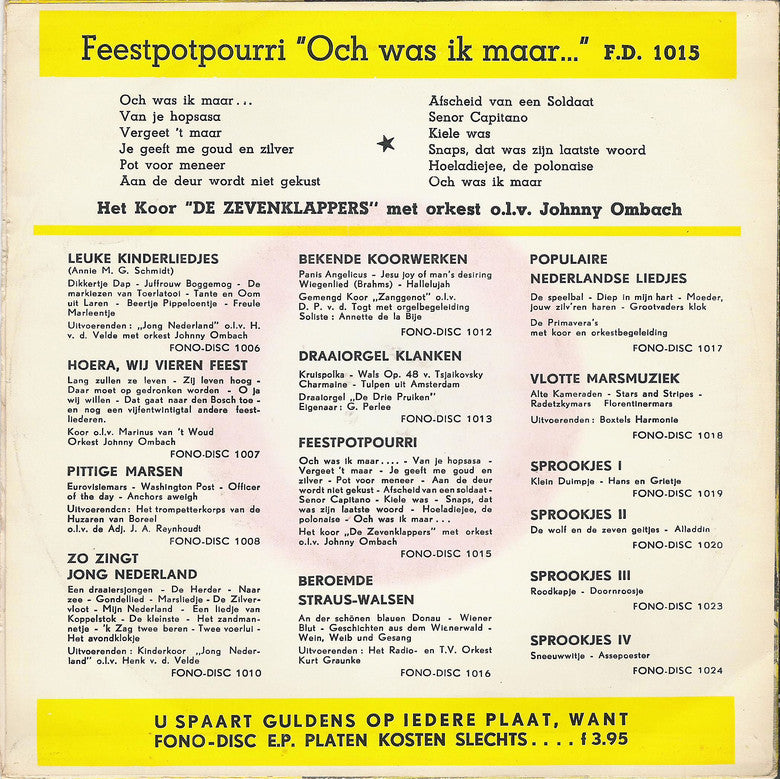 Feestpotpourri "Och was ik maar..." F.D. 1015
Och was ik maar...
Van je hopsasa
Vergeet 't maar
Je geeft me goud en zilver
Pot voor meneer
Aan de deur wordt niet gekust
Afscheid van een Soldaat
Senor Capitano
Kiele was
Snaps, dat was zijn laatste woord
Hoeladiejee, de polonaise
Och was ik maar
Het Koor "DE ZEVENKLAPPERS" met orkest o.l.v. Johnny Ombach
LEUKE KINDERLIEDJES
(Annie M. G. Schmidt)
Dikkertje Dap - Juffrouw Boggemog - De
markiezen van Toerlatooi - Tante en Oom
uit Laren - Beertje Pippeloentje - Freule
Marleentje
Uitvoerenden: „Jong Nederland" o.l.v. H.
v. d. Velde met orkest Johnny Ombach
FONO-DISC 1006
HOERA, WIJ VIEREN FEEST
Lang zullen ze leven - Zij leven hoog -
Daar moet op gedronken worden - O ja
wij willen - Dat gaat naar den Bosch toe -
en nog een vijfentwintigtal andere feest-
liederen.
Koor o.l.v. Marinus van 't Woud
Orkest Johnny Ombach
FONO-DISC 1007
PITTIGE MARSEN
Eurovisiemars - Washington Post - Officer
of the day - Anchors aweigh
Uitvoerenden: Het trompetterkorps van de
Huzaren van Boreel
o.l.v. de Adj. J. A. Reynhoudt
FONO-DISC 1008
ZO ZINGT
JONG NEDERLAND
Een draaiersjongen - De Herder - Naar
zee - Gondellied - Marsliedje - De Zilver-
vloot - Mijn Nederland - Een liedje van
Koppelstok - De kleinste - Het zandman-
netje - 'k Zag twee beren - Twee voerlui -
Het avondklokje
Uitvoerenden: Kinderkoor „Jong Neder-
land" o.l.v. Henk v. d. Velde
FONO-DISC 1010
BEKENDE KOORWERKEN
Panis Angelicus - Jesu joy of man's desiring
Wiegenlied (Brahms) - Hallelujah
Gemengd Koor „Zanggenot" o.l.v.
D. P. v. d. Togt met orgelbegeleiding
Soliste: Annette de la Bije
FONO-DISC 1012
DRAAIORGEL KLANKEN
Kruispolka - Wals Op. 48 v. Tsjaikovsky
Charmaine - Tulpen uit Amsterdam
Draaiorgel „De Drie Pruiken"
Eigenaar: G. Perlee
FONO-DISC 1013
FEESTPOTPOURRI
Och was ik maar.... - Van je hopsasa -
Vergeet 't maar - Je geeft me goud en
zilver - Pot voor meneer - Aan de deur
wordt niet gekust - Afscheid van een soldaat -
Senor Capitano - Kiele was - Snaps, dat
was zijn laatste woord - Hoeladiejee, de
polonaise - Och was ik maar...
Het koor „De Zevenklappers" met orkest
o.l.v. Johnny Ombach
FONO-DISC 1015
BEROEMDE
STRAUS-WALSEN
An der schönen blauen Donau - Wiener
Blut - Geschichten aus dem Wienerwald -
Wein, Weib und Gesang
Uitvoerenden: Het Radio- en T.V. Orkest
Kurt Graunke
FONO-DISC 1016
POPULAIRE
NEDERLANDSE LIEDJES
De speelbal - Diep in mijn hart - Moeder,
jouw zilv'ren haren - Grootvaders klok
De Primavera's
met koor en orkestbegeleiding
FONO-DISC 1017
VLOTTE MARSMUZIEK
Alte Kameraden - Stars and Stripes -
Radetzkymars Florentinermars
Uitvoerenden: Boxtels Harmonie
FONO-DISC 1018
SPROOKJES I
Klein Duimpje - Hans en Grietje
FONO-DISC 1019
SPROOKJES II
De wolf en de zeven geitjes - Alladdin
FONO-DISC 1020
SPROOKJES III
Roodkapje - Doornroosje
FONO-DISC 1023
SPROOKJES IV
Sneeuwwitje - Assepoester
FONO-DISC 1024
U SPAART GULDENS OP IEDERE PLAAT, WANT
FONO-DISC E.P. PLATEN KOSTEN SLECHTS.... f 3.95